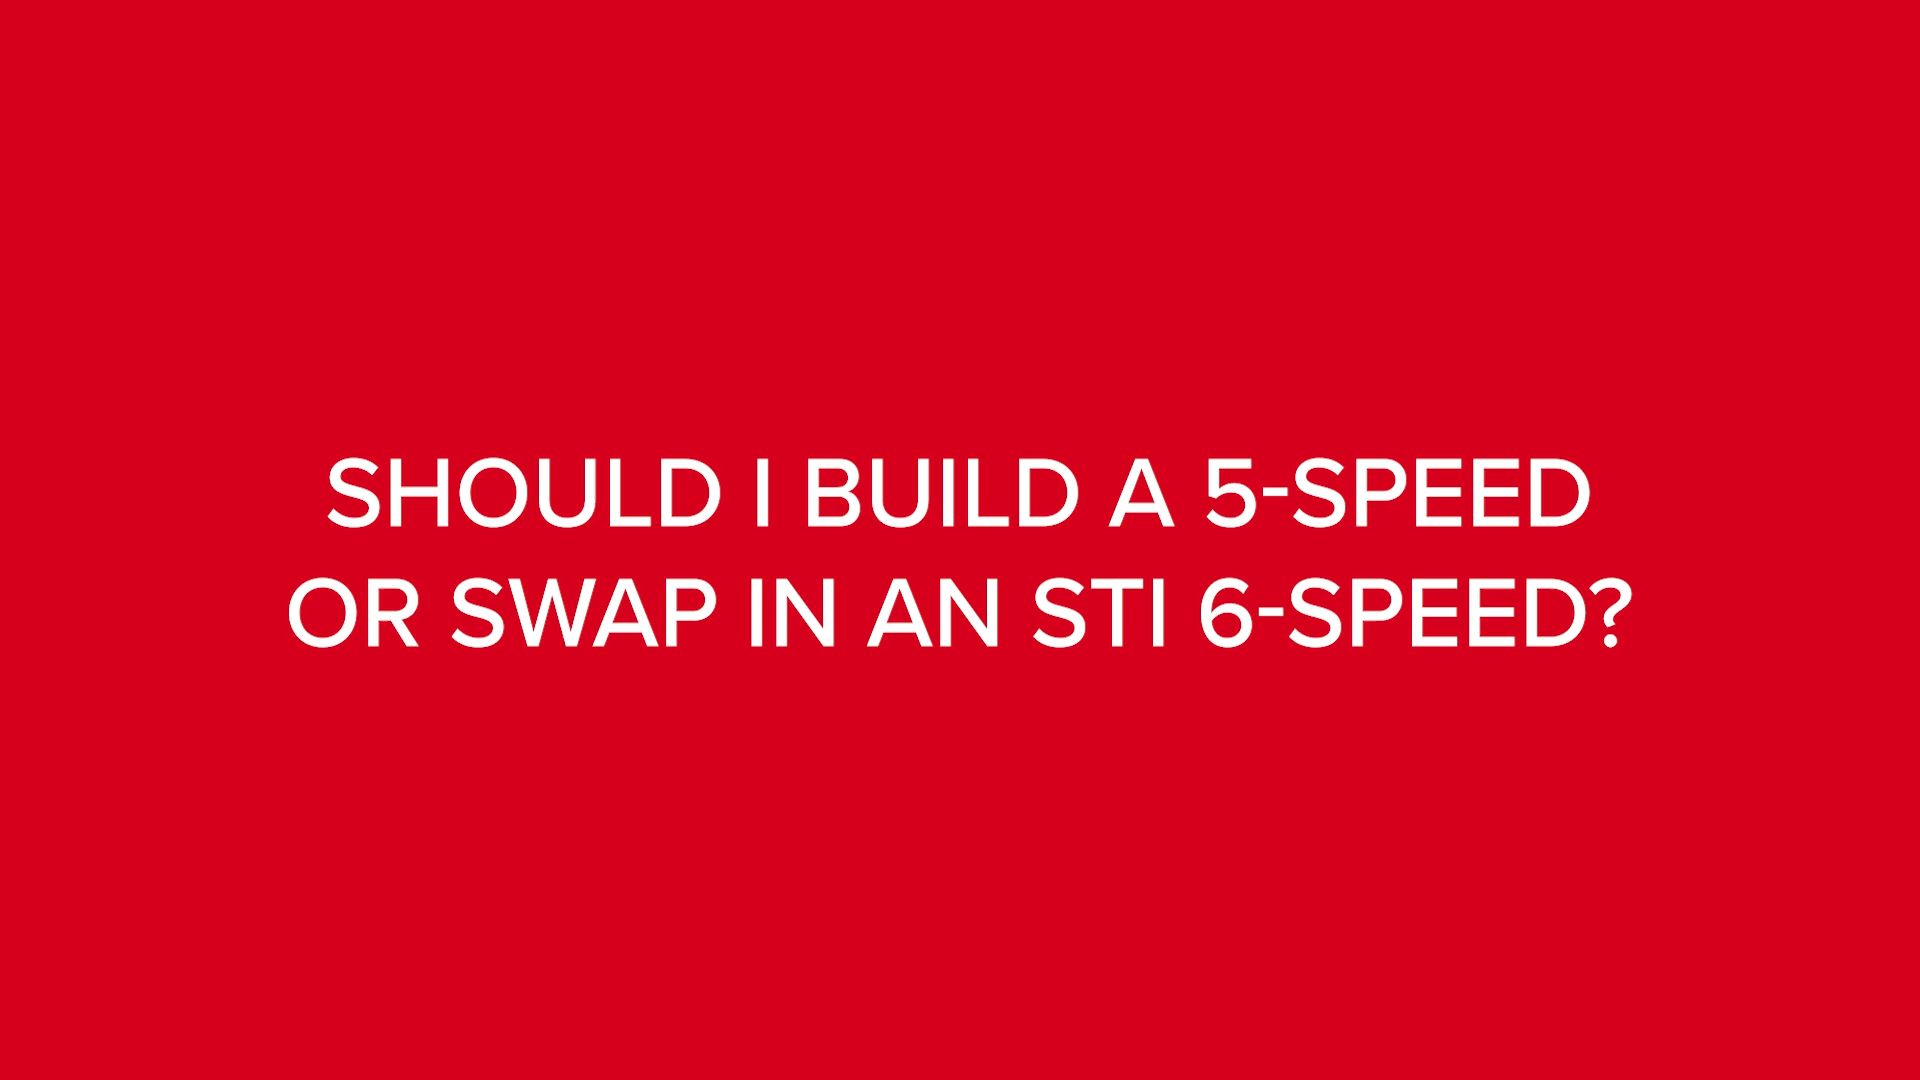 SHOULD I BUILD A 5-SPEED
OR SWAP IN AN STI 6-SPEED?